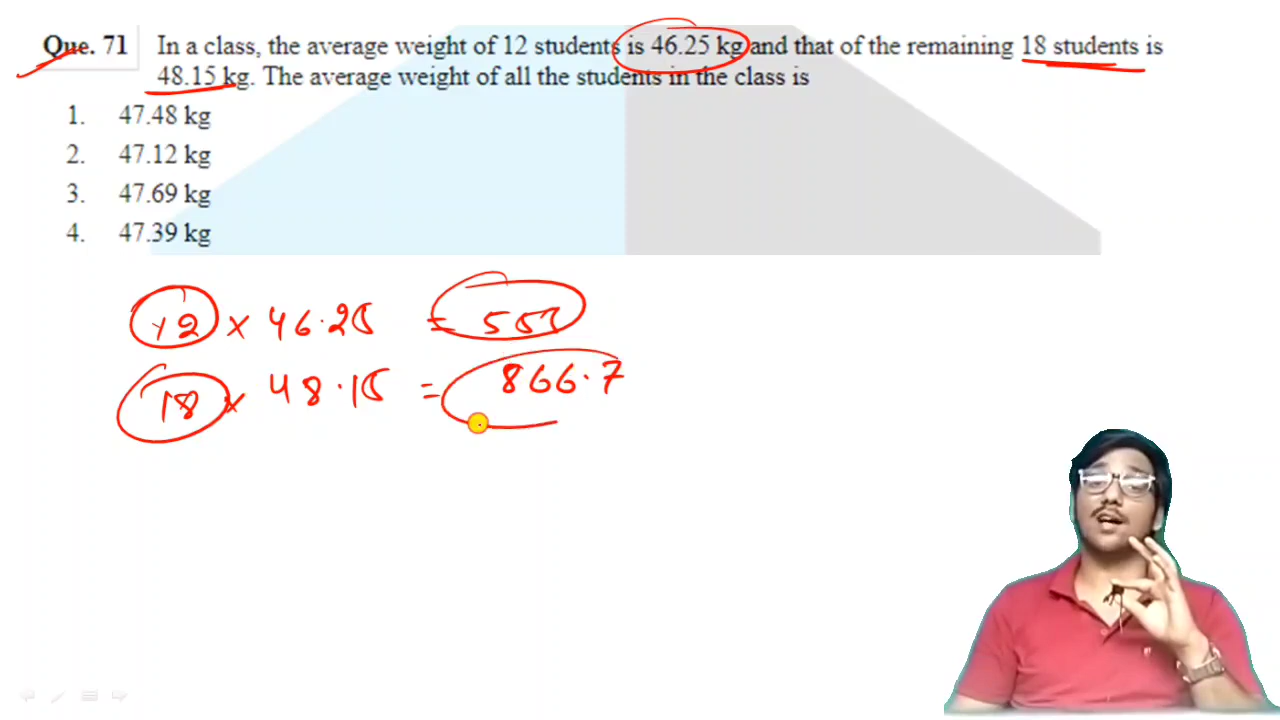 Que. 71 In a class, the average weight of 12 students is 46.25 kg and that of the remaining 18 students is
48.15 kg. The average weight of all the students in the class is
1. 47.48 kg
2. 47.12 kg
3. 47.69 kg
4. 47.39 kg
12 × 46.25 = 555
18 × 48.15 = 866.7